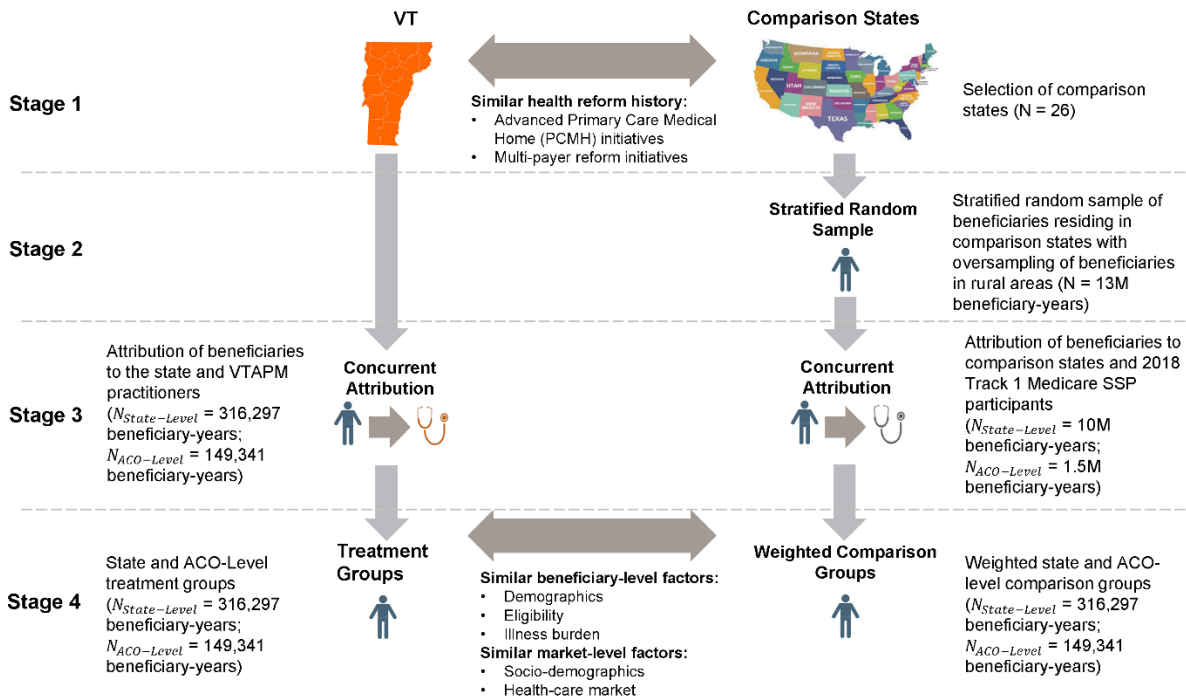 VT
Comparison States
Stage 1
Similar health reform history:
• Advanced Primary Care Medical
Home (PCMH) initiatives
• Multi-payer reform initiatives
MONTANA
UTAH
COLORADO
KANSAS
NEW
MEXICO
TEXAS
Selection of comparison
states (N = 26)
Stage 2
Stratified Random
Sample
Stratified random sample of
beneficiaries residing in
comparison states with
oversampling of beneficiaries
in rural areas (N = 13M
beneficiary-years)
Stage 3
Attribution of beneficiaries
to the state and VTAPM
practitioners
(N_State−Level = 316,297
beneficiary-years;
N_ACO−Level = 149,341
beneficiary-years)
Concurrent
Attribution
Concurrent
Attribution
Attribution of beneficiaries to
comparison states and 2018
Track 1 Medicare SSP
participants
(N_State−Level = 10M
beneficiary-years;
N_ACO−Level = 1.5M
beneficiary-years)
Stage 4
State and ACO-Level
treatment groups
(N_State−Level = 316,297
beneficiary-years;
N_ACO−Level = 149,341
beneficiary-years)
Treatment
Groups
Similar beneficiary-level factors:
• Demographics
• Eligibility
• Illness burden
Similar market-level factors:
• Socio-demographics
• Health-care market
Weighted Comparison
Groups
Weighted state and ACO-
level comparison groups
(N_State−Level = 316,297
beneficiary-years;
N_ACO−Level = 149,341
beneficiary-years)